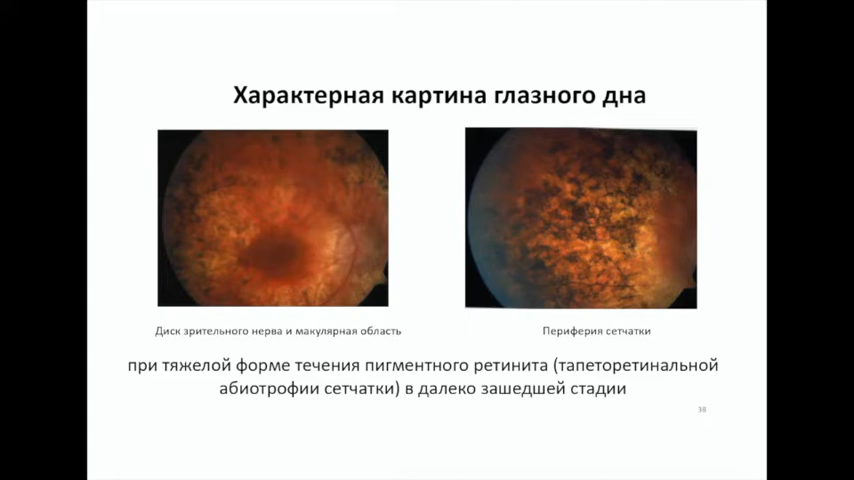 Характерная картина глазного дна
Диск зрительного нерва и макулярная область
Периферия сетчатки
при тяжелой форме течения пигментного ретинита (тапеторетинальной
абиотрофии сетчатки) в далеко зашедшей стадии
38